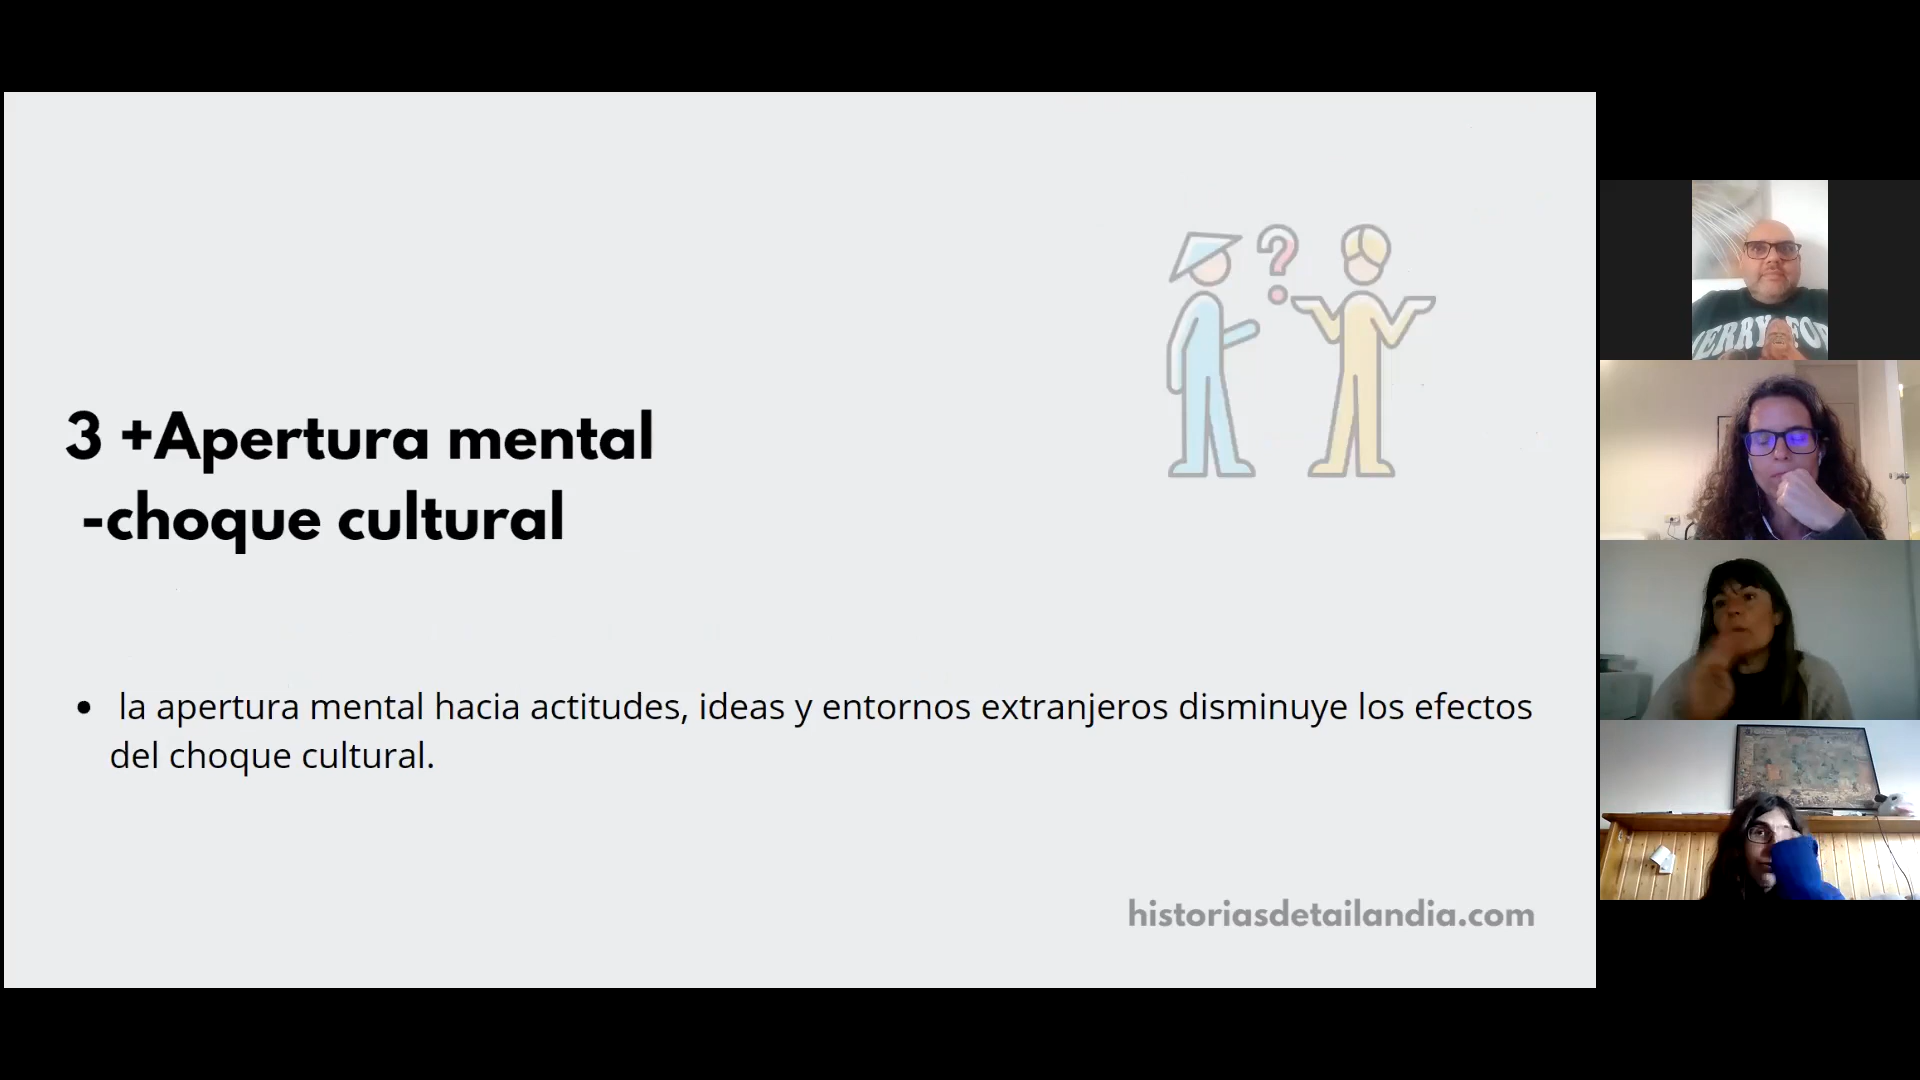 3 +Apertura mental
-choque cultural
• la apertura mental hacia actitudes, ideas y entornos extranjeros disminuye los efectos
del choque cultural.
historiasdetailandia.com
?